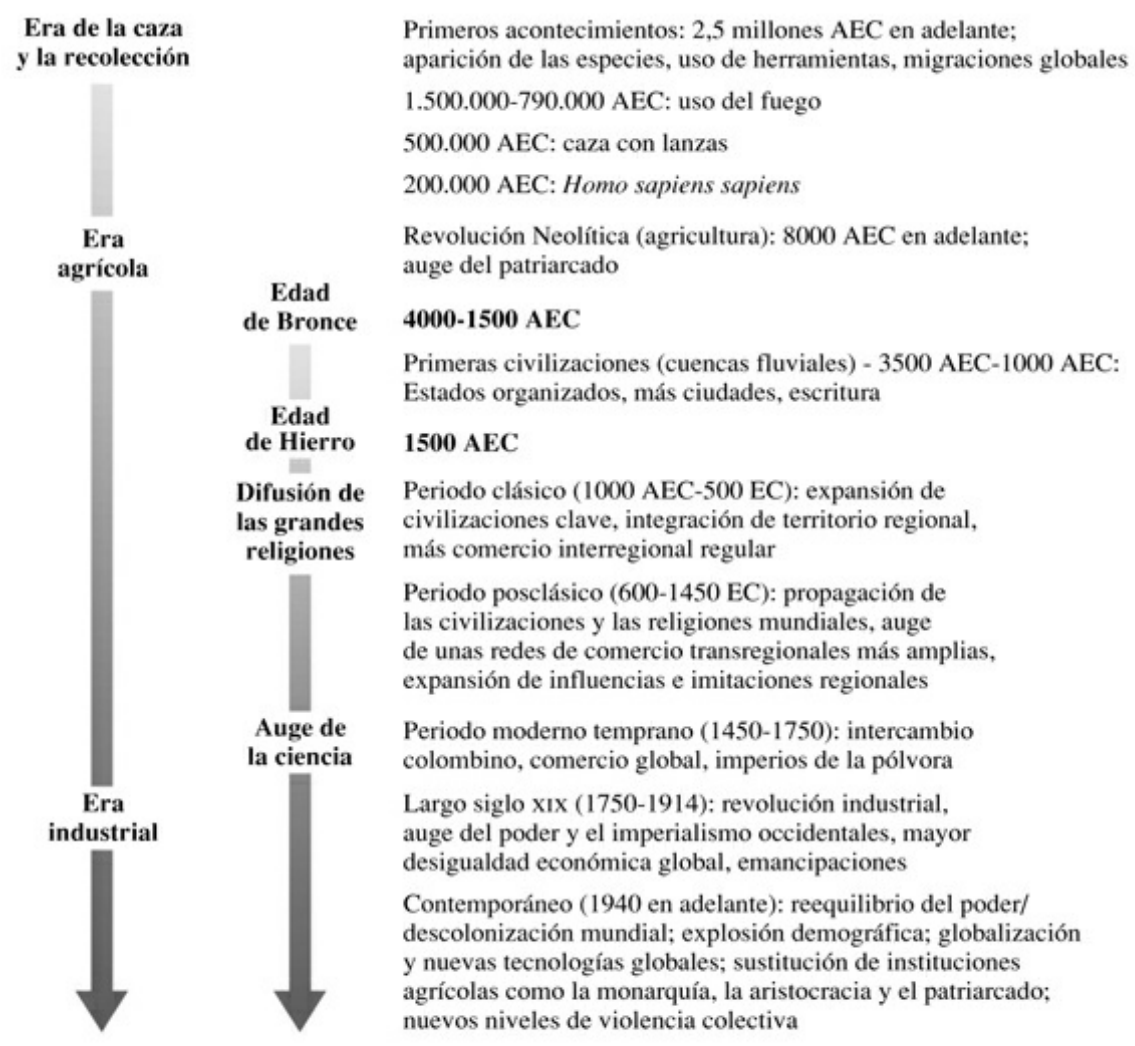 Era de la caza
y la recolección
Primeros acontecimientos: 2,5 millones AEC en adelante;
aparición de las especies, uso de herramientas, migraciones globales
1.500.000-790.000 AEC: uso del fuego
500.000 AEC: caza con lanzas
200.000 AEC: Homo sapiens sapiens
Era
agrícola
Revolución Neolítica (agricultura): 8000 AEC en adelante;
auge del patriarcado
Edad
de Bronce
4000-1500 AEC
Primeras civilizaciones (cuencas fluviales) - 3500 AEC-1000 AEC:
Estados organizados, más ciudades, escritura
Edad
de Hierro
1500 AEC
Difusión de
las grandes
religiones
Periodo clásico (1000 AEC-500 EC): expansión de
civilizaciones clave, integración de territorio regional,
más comercio interregional regular
Periodo posclásico (600-1450 EC): propagación de
las civilizaciones y las religiones mundiales, auge
de unas redes de comercio transregionales más amplias,
expansión de influencias e imitaciones regionales
Auge de
la ciencia
Periodo moderno temprano (1450-1750): intercambio
colombino, comercio global, imperios de la pólvora
Era
industrial
Largo siglo XIX (1750-1914): revolución industrial,
auge del poder y el imperialismo occidentales, mayor
desigualdad económica global, emancipaciones
Contemporáneo (1940 en adelante): reequilibrio del poder/
descolonización mundial; explosión demográfica; globalización
y nuevas tecnologías globales; sustitución de instituciones
agrícolas como la monarquía, la aristocracia y el patriarcado;
nuevos niveles de violencia colectiva